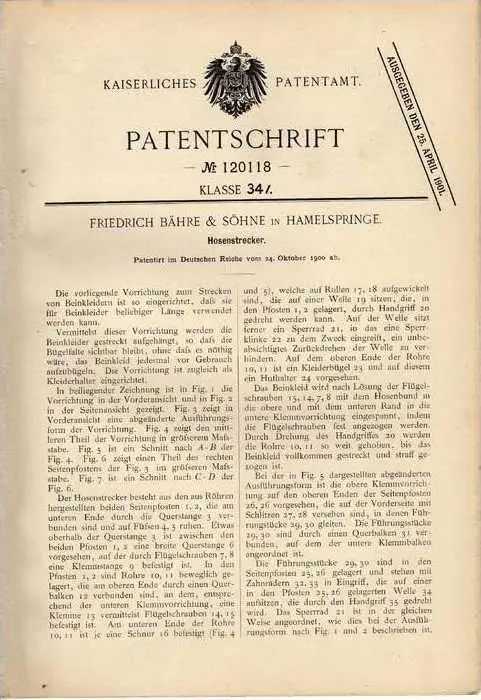 KAISERLICHES PATENTAMT.
AUSGEGEBEN DEN 25. APRIL 1901.
PATENTSCHRIFT
— № 120118 —
KLASSE 34l.
FRIEDRICH BÄHRE & SÖHNE IN HAMELSPRINGE.
Hosenstrecker.
Patentirt im Deutschen Reiche vom 24. Oktober 1900 ab.
Die vorliegende Vorrichtung zum Strecken
von Beinkleidern ist so eingerichtet, daſs sie
für Beinkleider beliebiger Länge verwendet
werden kann.
Vermittelst dieser Vorrichtung werden die
Beinkleider gestreckt aufgehängt, so daſs die
Bügelfalte sichtbar bleibt, ohne daſs es nöthig
wäre, das Beinkleid jedesmal vor Gebrauch
aufzubügeln. Die Vorrichtung ist zugleich als
Kleiderhalter eingerichtet.
In beiliegender Zeichnung ist in Fig. 1 die
Vorrichtung in der Vorderansicht und in Fig. 2
in der Seitenansicht gezeigt. Fig. 3 zeigt in
Vorderansicht eine abgeänderte Ausführungs-
form der Vorrichtung. Fig. 4 zeigt den mitt-
leren Theil der Vorrichtung in gröſserem Maſs-
stabe. Fig. 5 ist ein Schnitt nach A-B der
Fig. 4. Fig. 6 zeigt einen Theil des rechten
Seitenpfostens der Fig. 3 im gröſseren Maſs-
stabe. Fig. 7 ist ein Schnitt nach C-D der
Fig. 6.
Der Hosenstrecker besteht aus den aus Röhren
hergestellten beiden Seitenpfosten 1, 2, die am
unteren Ende durch die Querstange 3 ver-
bunden sind und auf Füſsen 4, 5 ruhen. Etwas
oberhalb der Querstange 3 ist zwischen den
beiden Pfosten 1, 2 eine breite Querstange 6
vorgesehen, auf der durch Flügelschrauben 7, 8
eine Klemmstange 9 befestigt ist. In den
Pfosten 1, 2 sind Rohre 10, 11 beweglich ge-
lagert, die am oberen Ende durch einen Quer-
balken 12 verbunden sind, an dem, entspre-
chend der unteren Klemmvorrichtung, eine
Klemme 13 vermittelst Flügelschrauben 14, 15
befestigt ist. Am unteren Ende der Rohre
10, 11 ist je eine Schnur 16 befestigt (Fig. 4
und 5), welche auf Rollen 17, 18 aufgewickelt
sind, die auf einer Welle 19 sitzen, die, in
den Pfosten 1, 2 gelagert, durch Handgriff 20
gedreht werden kann. Auf der Welle sitzt
ferner ein Sperrrad 21, in das eine Sperr-
klinke 22 zu dem Zweck eingreift, ein unbe-
absichtigtes Zurückdrehen der Welle zu ver-
hindern. Auf dem oberen Ende der Rohre
10, 11 ist ein Kleiderbügel 23 und auf diesem
ein Huthalter 24 vorgesehen.
Das Beinkleid wird nach Lösung der Flügel-
schrauben 15, 14, 7, 8 mit dem Hosenbund in
die obere und mit dem unteren Rand in die
untere Klemmvorrichtung eingespannt, indem
die Flügelschrauben fest angezogen werden.
Durch Drehung des Handgriffes 20 werden
die Rohre 10, 11 so weit gehoben, bis das
Beinkleid vollkommen gestreckt und straff ge-
zogen ist.
Bei der in Fig. 5 dargestellten abgeänderten
Ausführungsform ist die obere Klemmvorrich-
tung an den oberen Enden der Seitenpfosten
26, 26 vorgesehen, die auf der Vorderseite mit
Schlitzen 27, 28 versehen sind, in denen Füh-
rungstücke 29, 30 gleiten. Die Führungsstücke
29, 30 sind durch einen Querbalken 31 ver-
bunden, auf dem der untere Klemmbalken
angeordnet ist.
Die Führungsstücke 29, 30 sind in den
Seitenpfosten 25, 26 gelagert und stehen mit
Zahnrädern 32, 33 in Eingriff, die auf einer
in den Pfosten 25, 26 gelagerten Welle 34
aufsitzen, die durch den Handgriff 35 gedreht
wird. Das Sperrrad 21 ist in der gleichen
Weise angeordnet, wie dies bei der Ausfüh-
rungsform nach Fig. 1 und 2 beschrieben ist.